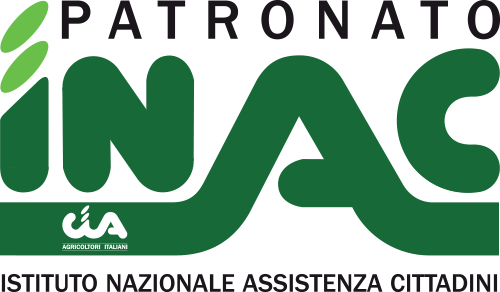 PATRONATO
iNAC
CiA
AGRICOLTORI ITALIANI
ISTITUTO NAZIONALE ASSISTENZA CITTADINI